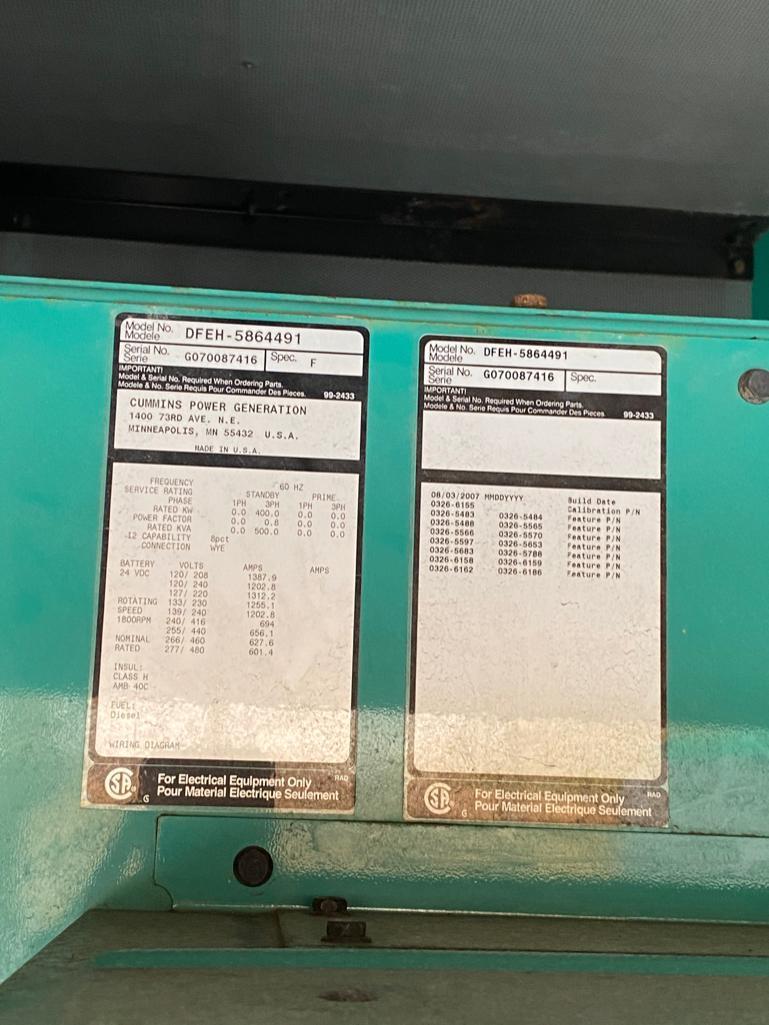 Model No. DFEH-5864491
Modele
Serial No. G070087416 Spec. F
Serie
IMPORTANT!
Model & Serial No. Required When Ordering Parts.
Modele & No. Serie Requis Pour Commander Des Pieces. 99-2433
CUMMINS POWER GENERATION
1400 73RD AVE. N.E.
MINNEAPOLIS, MN 55432 U.S.A.
MADE IN U.S.A.
FREQUENCY 60 HZ
SERVICE RATING STANDBY PRIME
PHASE 1PH 3PH 1PH 3PH
RATED KW 0.0 400.0 0.0 0.0
POWER FACTOR 0.0 0.8 0.0 0.0
RATED KVA 0.0 500.0 0.0 0.0
-12 CAPABILITY 8pct
CONNECTION WYE
BATTERY VOLTS AMPS AMPS
24 VDC 120/ 208 1387.9
120/ 240 1202.8
127/ 220 1312.2
ROTATING 133/ 230 1255.1
SPEED 139/ 240 1202.8
1800RPM 240/ 416 694
255/ 440 656.1
NOMINAL 266/ 460 627.6
RATED 277/ 480 601.4
INSUL:
CLASS H
AMB 40C
FUEL:
Diesel
WIRING DIAGRAM
SA For Electrical Equipment Only RAD
G Pour Material Electrique Seulement
Model No. DFEH-5864491
Modele
Serial No. G070087416 Spec.
Serie
IMPORTANT!
Model & Serial No. Required When Ordering Parts.
Modele & No. Serie Requis Pour Commander Des Pieces. 99-2433
08/03/2007 MMDDYYYY Build Date
0326-6155 Calibration P/N
0326-5483 0326-5484 Feature P/N
0326-5488 0326-5565 Feature P/N
0326-5566 0326-5570 Feature P/N
0326-5597 0326-5653 Feature P/N
0326-5683 0326-5788 Feature P/N
0326-6158 0326-6159 Feature P/N
0326-6162 0326-6186 Feature P/N
SA For Electrical Equipment Only RAD
G Pour Material Electrique Seulement